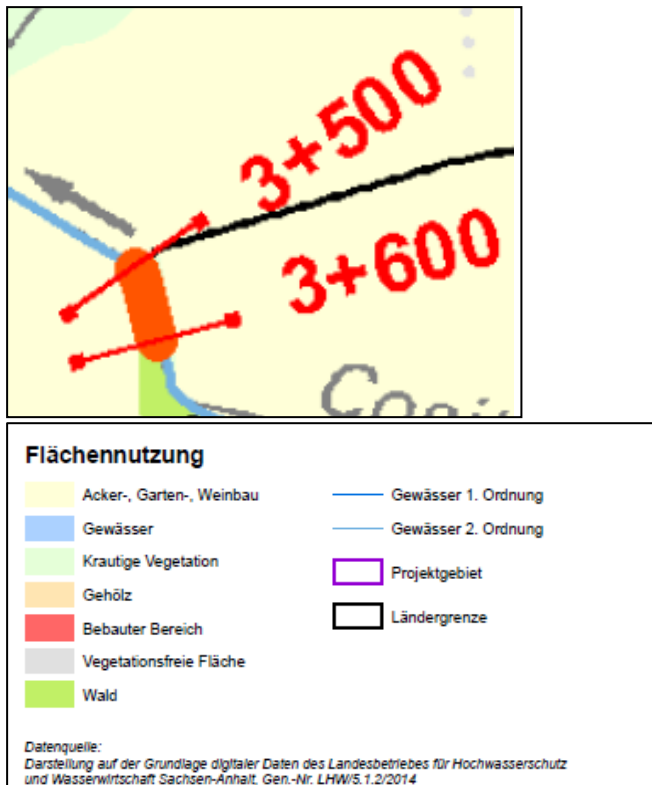 3+500
3+600
Flächennutzung
Acker-, Garten-, Weinbau
Gewässer
Krautige Vegetation
Gehölz
Bebauter Bereich
Vegetationsfreie Fläche
Wald
Gewässer 1. Ordnung
Gewässer 2. Ordnung
Projektgebiet
Ländergrenze
Datenquelle:
Darstellung auf der Grundlage digitaler Daten des Landesbetriebes für Hochwasserschutz
und Wasserwirtschaft Sachsen-Anhalt, Gen.-Nr. LHW/5.1.2/2014